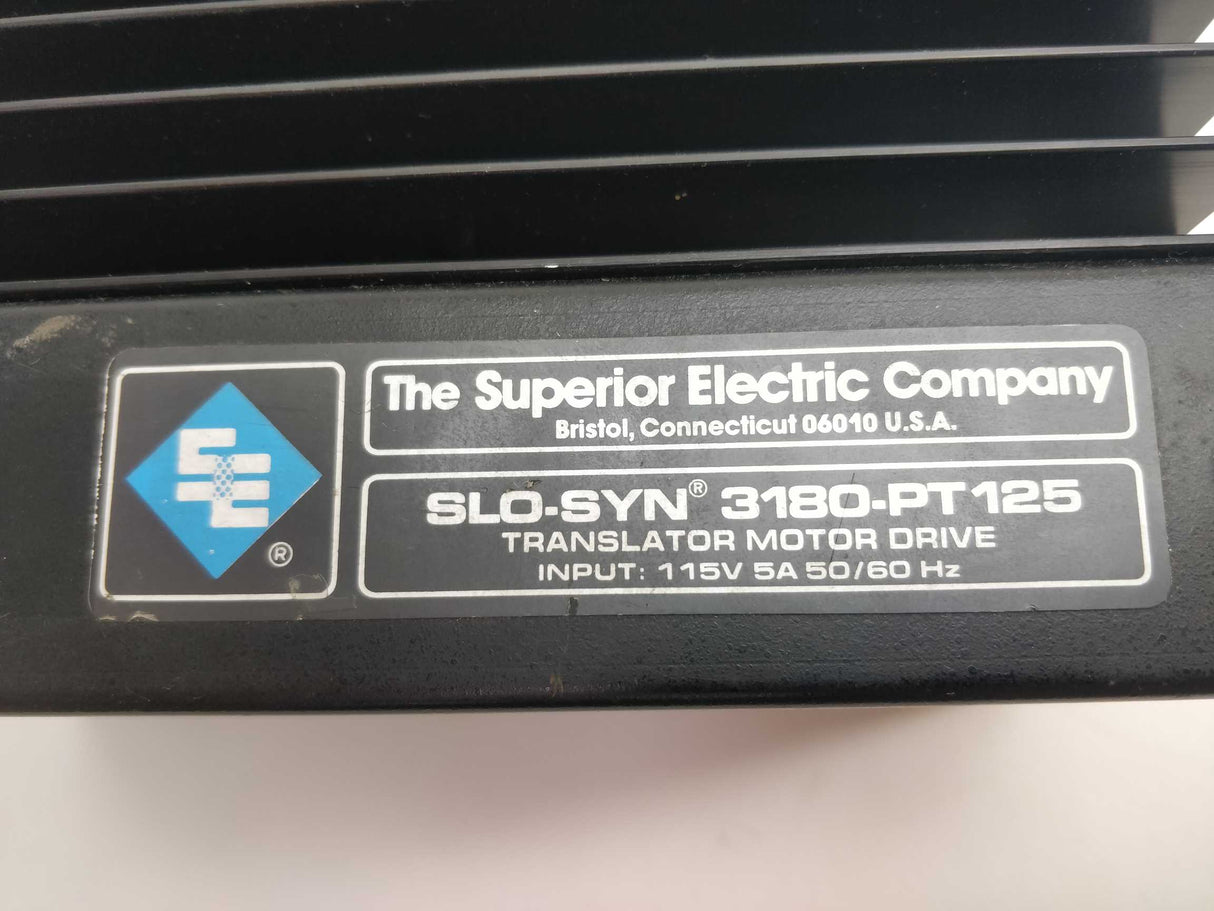 SE
®
The Superior Electric Company
Bristol, Connecticut 06010 U.S.A.
SLO-SYN® 3180-PT125
TRANSLATOR MOTOR DRIVE
INPUT: 115V 5A 50/60 Hz